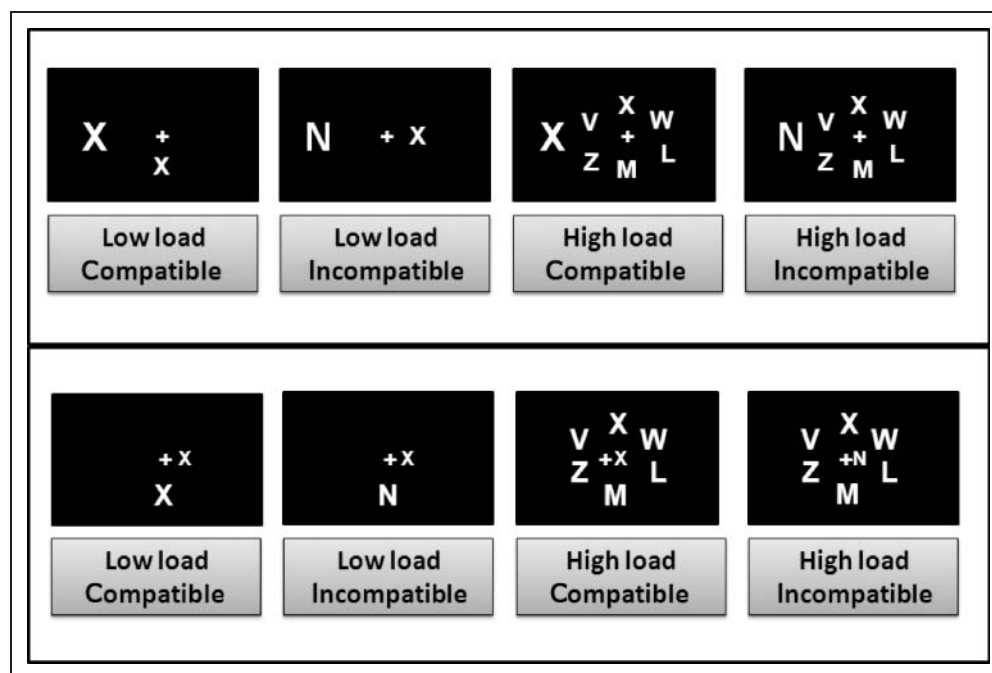 X +
X
Low load
Compatible
N + X
Low load
Incompatible
X
X V W
+
Z L
M
High load
Compatible
X
N V W
+
Z L
M
High load
Incompatible
+ X
X
Low load
Compatible
+X
N
Low load
Incompatible
X
V W
Z +X L
M
High load
Compatible
X
V W
Z +N L
M
High load
Incompatible